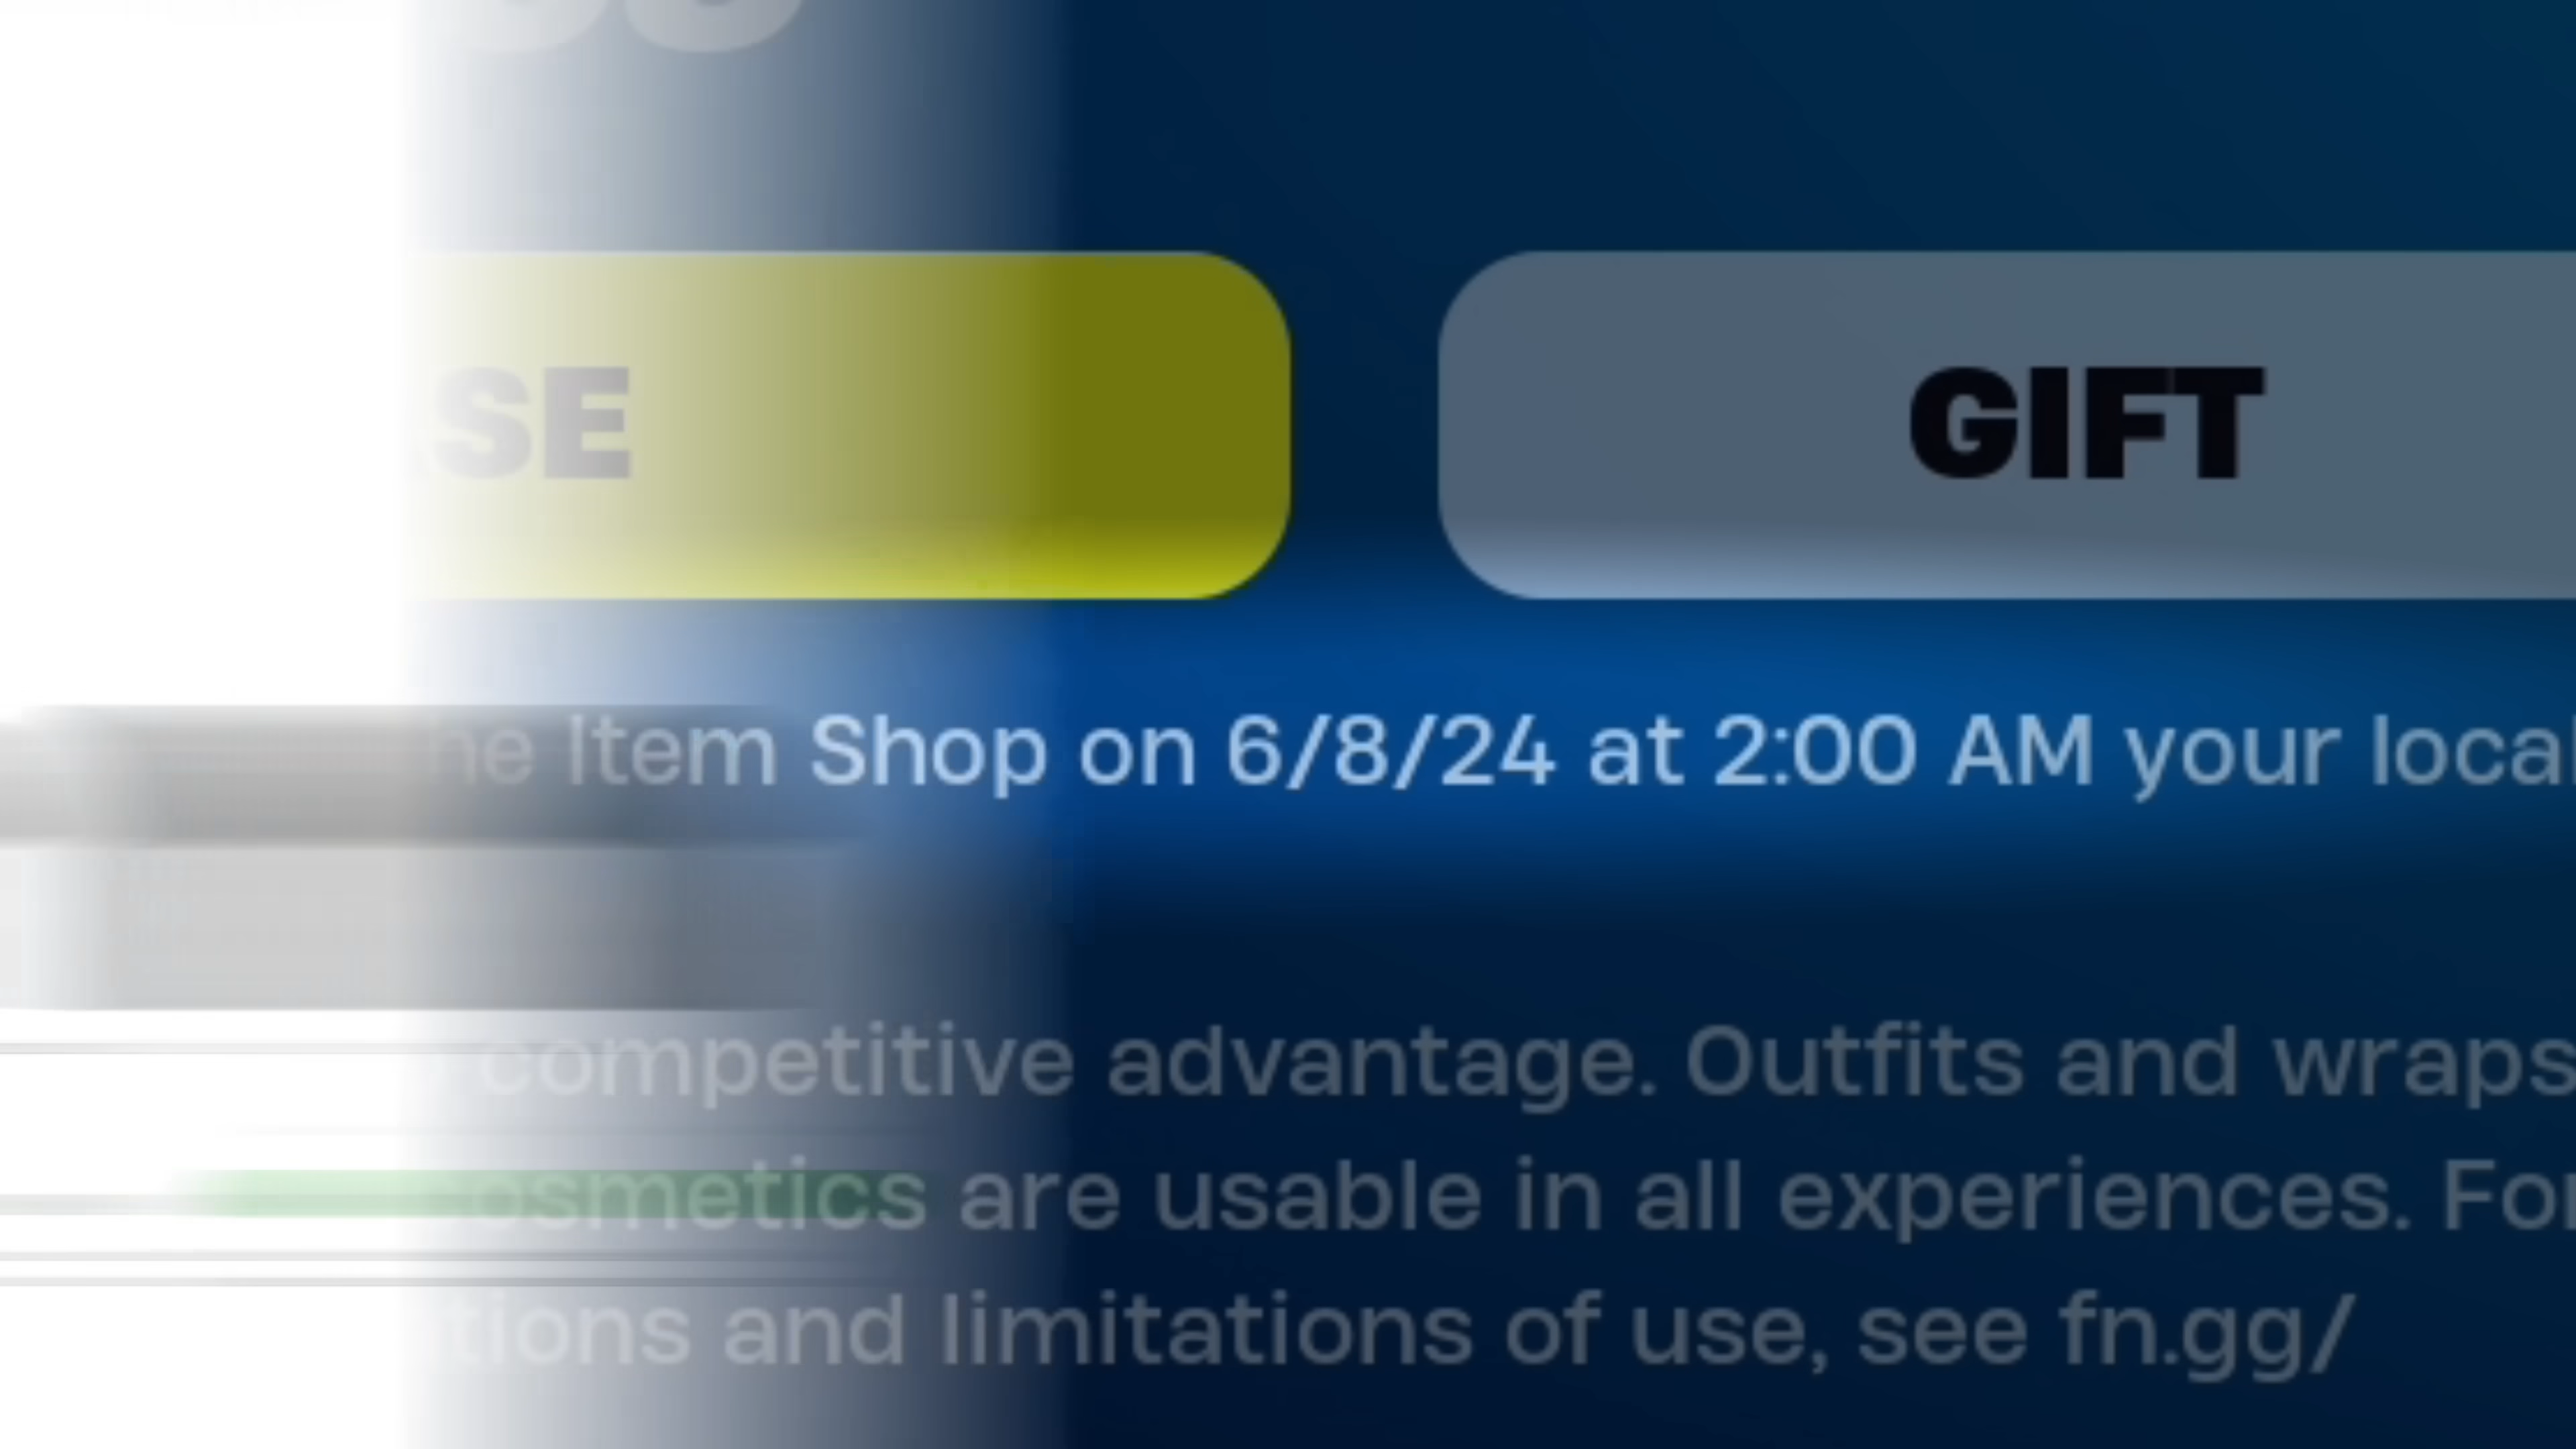 SE
GIFT
he Item Shop on 6/8/24 at 2:00 AM your local
competitive advantage. Outfits and wraps
osmetics are usable in all experiences. For
tions and limitations of use, see fn.gg/